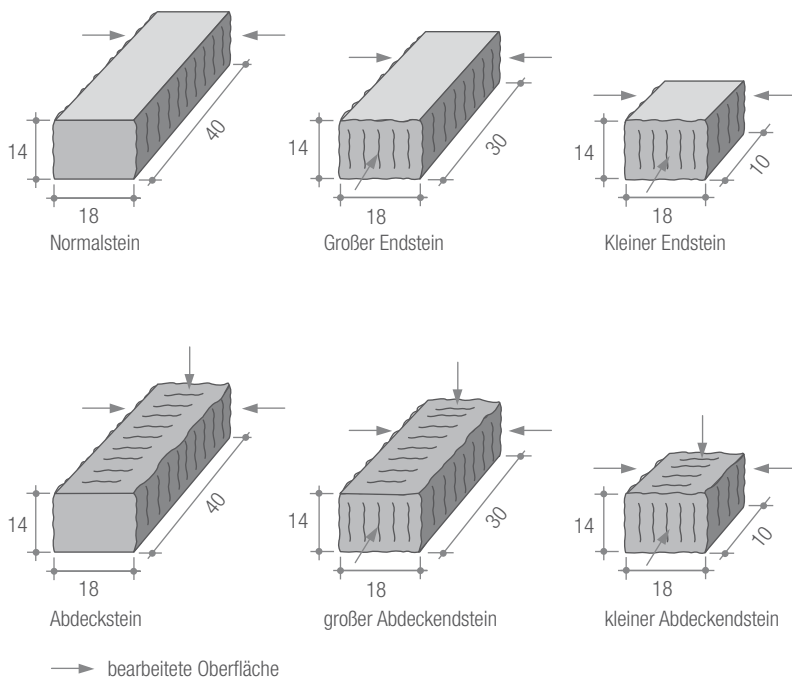 14
18
40
Normalstein
14
18
30
Großer Endstein
14
18
10
Kleiner Endstein
14
18
40
Abdeckstein
14
18
30
großer Abdeckendstein
14
18
10
kleiner Abdeckendstein
bearbeitete Oberfläche